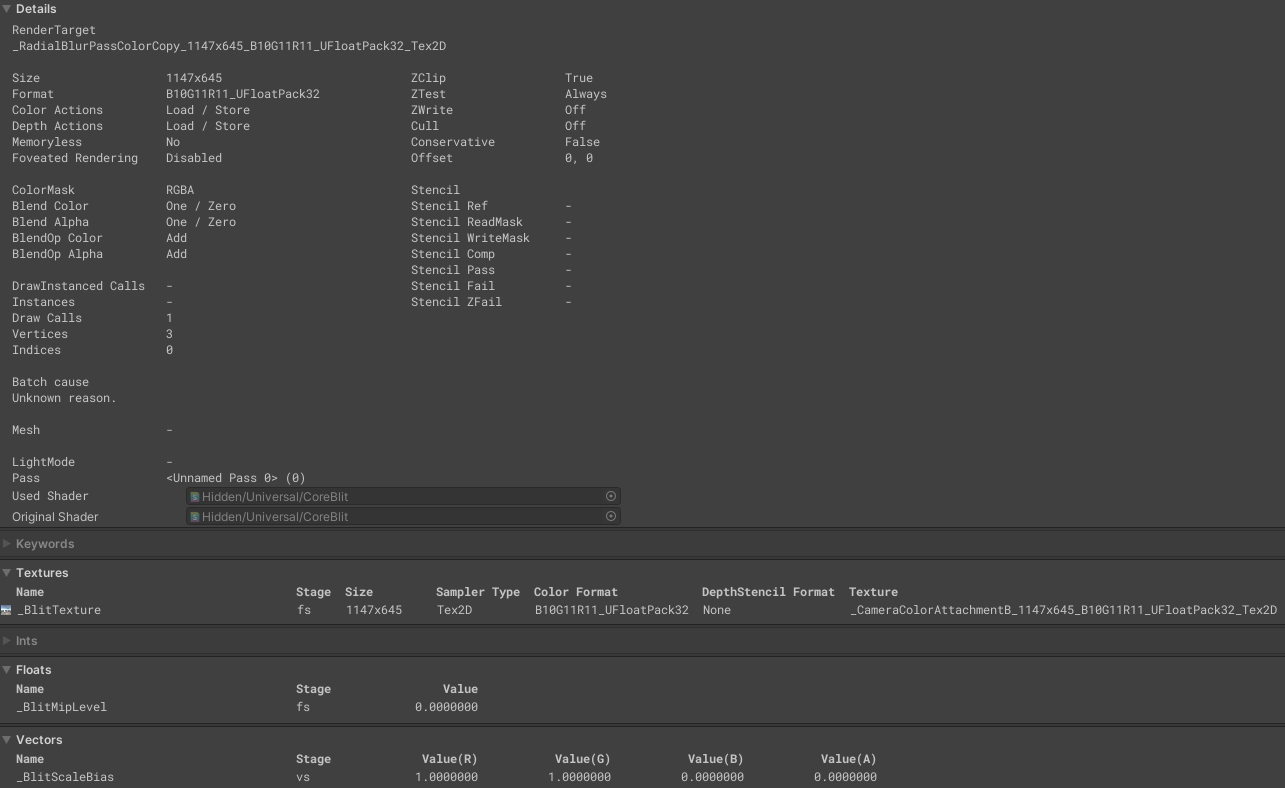 Details
RenderTarget
_RadialBlurPassColorCopy_1147x645_B10G11R11_UFloatPack32_Tex2D
Size 1147x645 ZClip True
Format B10G11R11_UFloatPack32 ZTest Always
Color Actions Load / Store ZWrite Off
Depth Actions Load / Store Cull Off
Memoryless No Conservative False
Foveated Rendering Disabled Offset 0, 0
ColorMask RGBA Stencil
Blend Color One / Zero Stencil Ref -
Blend Alpha One / Zero Stencil ReadMask -
BlendOp Color Add Stencil WriteMask -
BlendOp Alpha Add Stencil Comp -
Stencil Pass -
DrawInstanced Calls - Stencil Fail -
Instances - Stencil ZFail -
Draw Calls 1
Vertices 3
Indices 0
Batch cause
Unknown reason.
Mesh -
LightMode -
Pass <Unnamed Pass 0> (0)
Used Shader Hidden/Universal/CoreBlit
Original Shader Hidden/Universal/CoreBlit
Keywords
Textures
Name Stage Size Sampler Type Color Format DepthStencil Format Texture
_BlitTexture fs 1147x645 Tex2D B10G11R11_UFloatPack32 None _CameraColorAttachmentB_1147x645_B10G11R11_UFloatPack32_Tex2D
Ints
Floats
Name Stage Value
_BlitMipLevel fs 0.0000000
Vectors
Name Stage Value(R) Value(G) Value(B) Value(A)
_BlitScaleBias vs 1.0000000 1.0000000 0.0000000 0.0000000